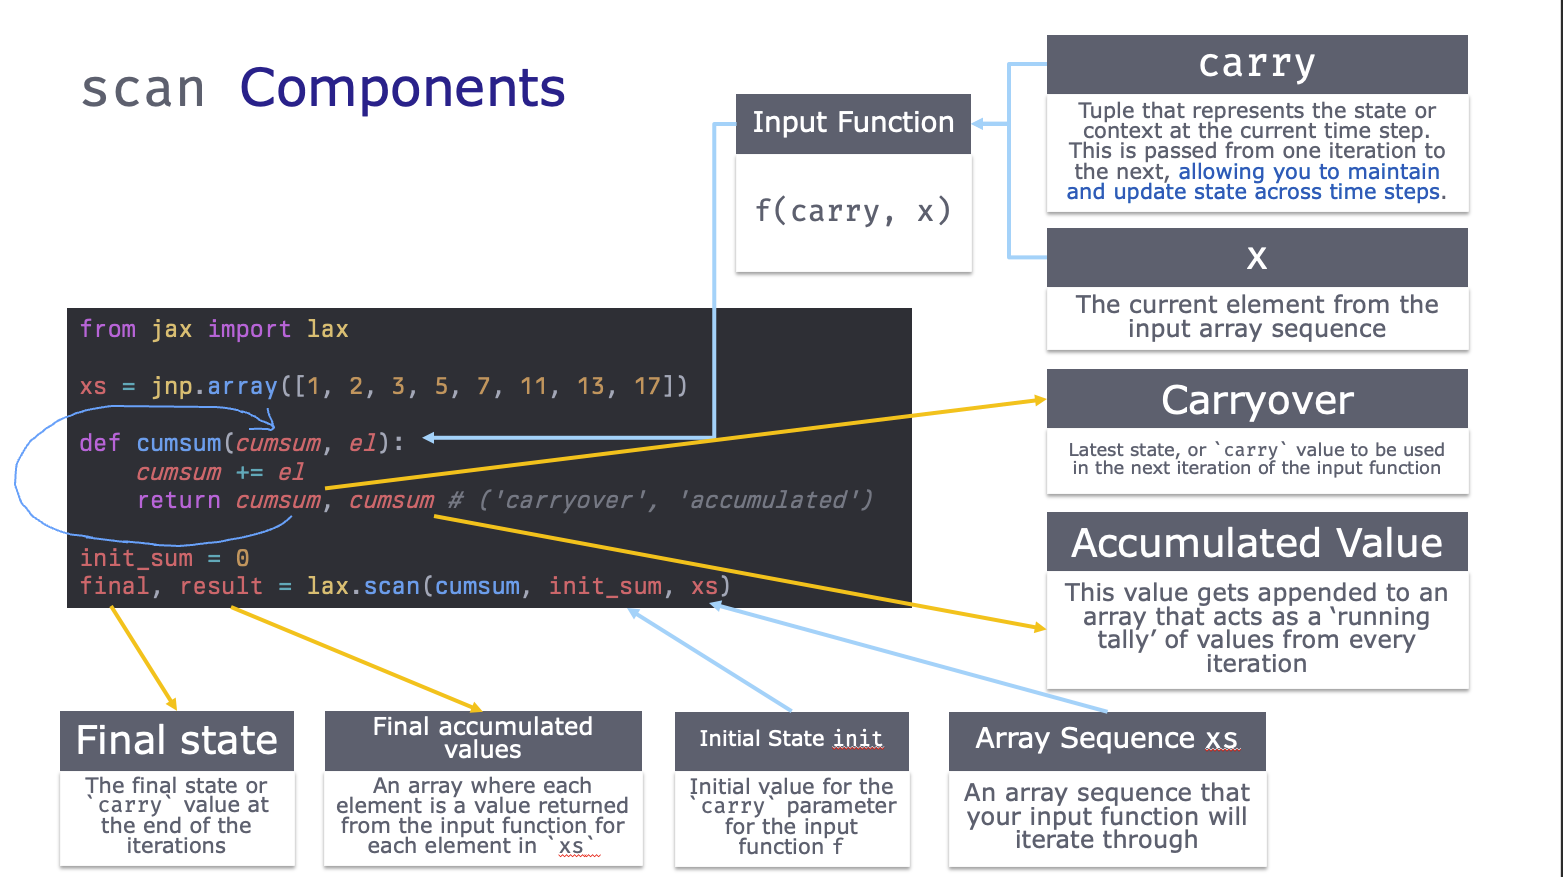 scan Components
Input Function
f(carry, x)
carry
Tuple that represents the state or
context at the current time step.
This is passed from one iteration to
the next, allowing you to maintain
and update state across time steps.
x
The current element from the
input array sequence
from jax import lax
xs = jnp.array([1, 2, 3, 5, 7, 11, 13, 17])
def cumsum(cumsum, el):
    cumsum += el
    return cumsum, cumsum # ('carryover', 'accumulated')
init_sum = 0
final, result = lax.scan(cumsum, init_sum, xs)
Carryover
Latest state, or `carry` value to be used
in the next iteration of the input function
Accumulated Value
This value gets appended to an
array that acts as a ‘running
tally’ of values from every
iteration
Final state
The final state or
`carry` value at
the end of the
iterations
Final accumulated
values
An array where each
element is a value returned
from the input function for
each element in `xs`
Initial State init
Initial value for the
`carry` parameter
for the input
function f
Array Sequence xs
An array sequence that
your input function will
iterate through